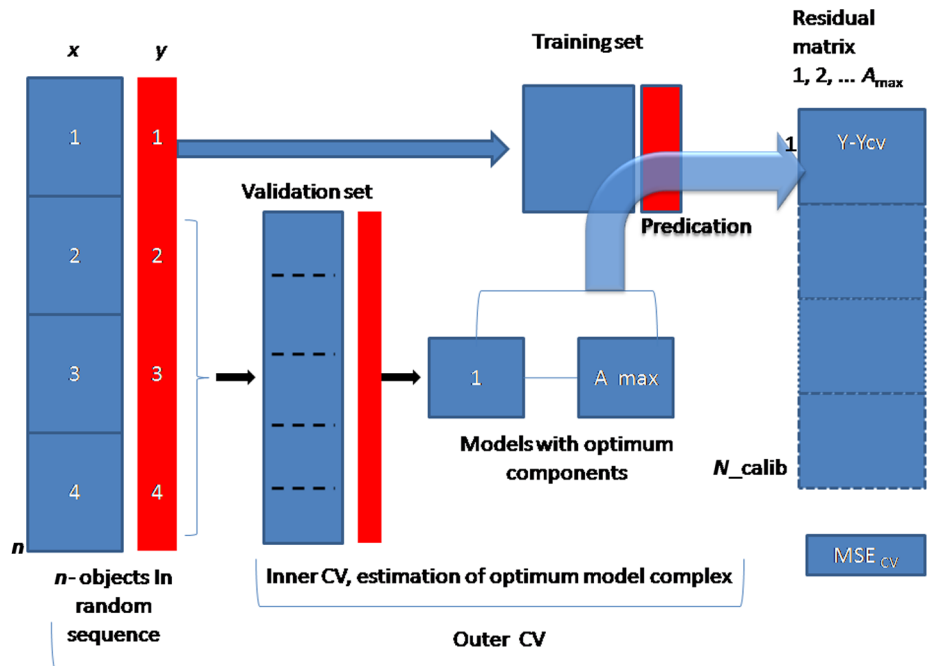 x
y
1
2
3
4
n
1
2
3
4
n- objects In
random
sequence
Validation set
Training set
Predication
1
A max
Models with optimum
components
Inner CV, estimation of optimum model complex
Outer CV
Residual
matrix
1, 2, ... Amax
1
Y-Ycv
N_calib
MSE CV